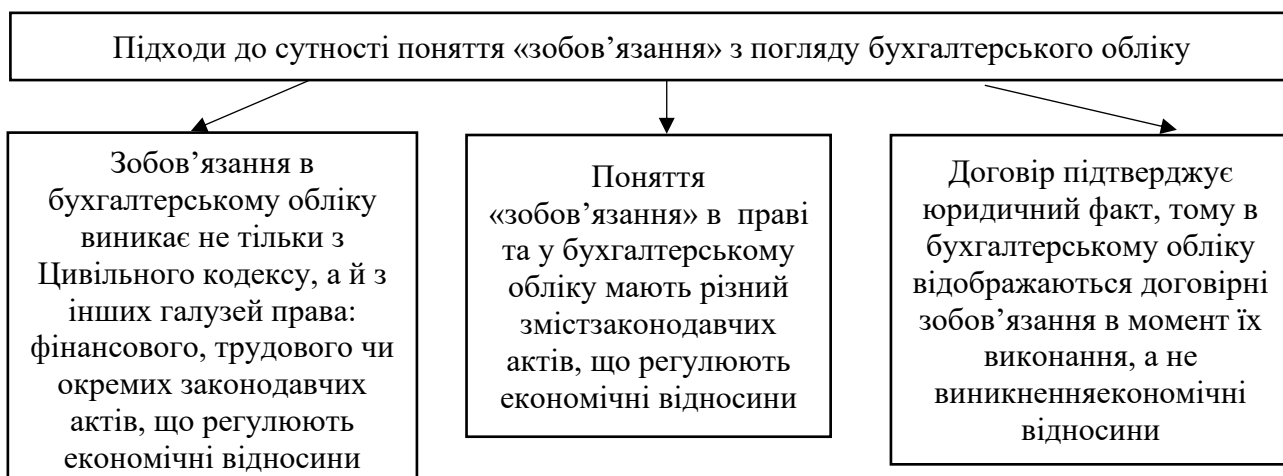 Підходи до сутності поняття «зобов’язання» з погляду бухгалтерського обліку
Зобов’язання в
бухгалтерському обліку
виникає не тільки з
Цивільного кодексу, а й з
інших галузей права:
фінансового, трудового чи
окремих законодавчих
актів, що регулюють
економічні відносини
Поняття
«зобов’язання» в праві
та у бухгалтерському
обліку мають різний
змістзаконодавчих
актів, що регулюють
економічні відносини
Договір підтверджує
юридичний факт, тому в
бухгалтерському обліку
відображаються договірні
зобов’язання в момент їх
виконання, а не
виникненняекономічні
відносини